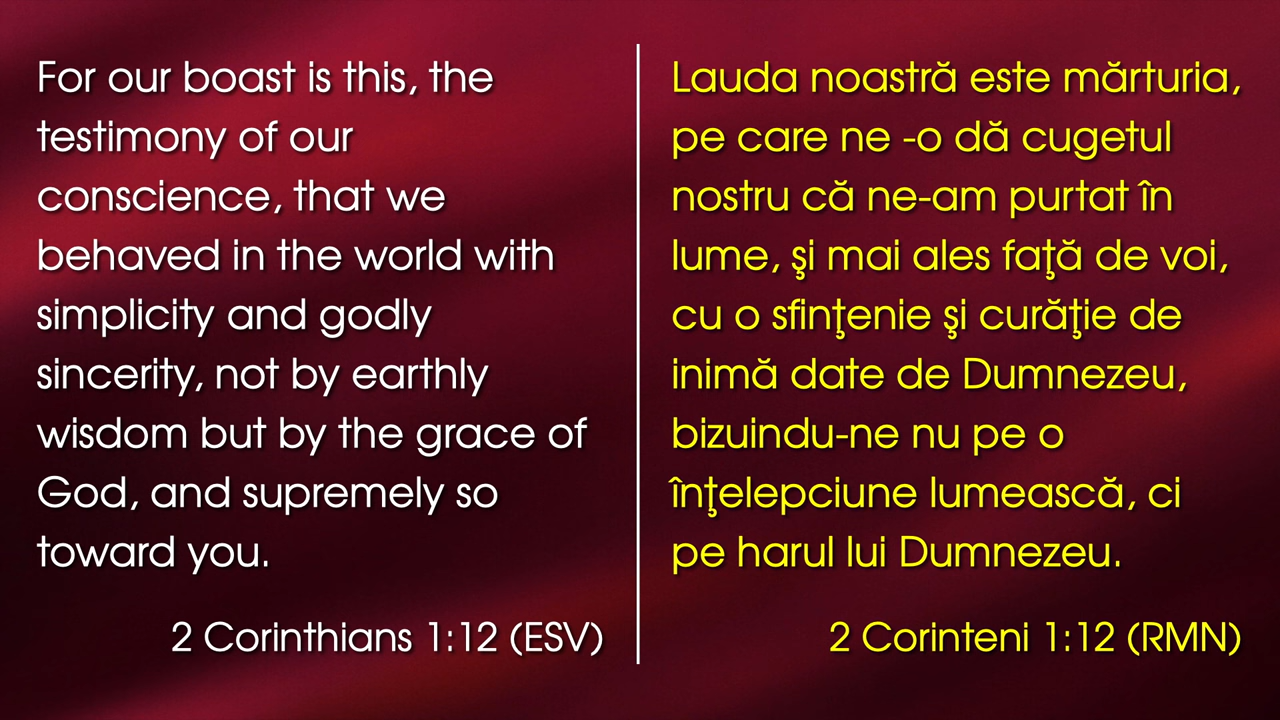 For our boast is this, the
testimony of our
conscience, that we
behaved in the world with
simplicity and godly
sincerity, not by earthly
wisdom but by the grace of
God, and supremely so
toward you.
2 Corinthians 1:12 (ESV)
Lauda noastră este mărturia,
pe care ne -o dă cugetul
nostru că ne-am purtat în
lume, şi mai ales faţă de voi,
cu o sfinţenie şi curăţie de
inimă date de Dumnezeu,
bizuindu-ne nu pe o
înţelepciune lumească, ci
pe harul lui Dumnezeu.
2 Corinteni 1:12 (RMN)